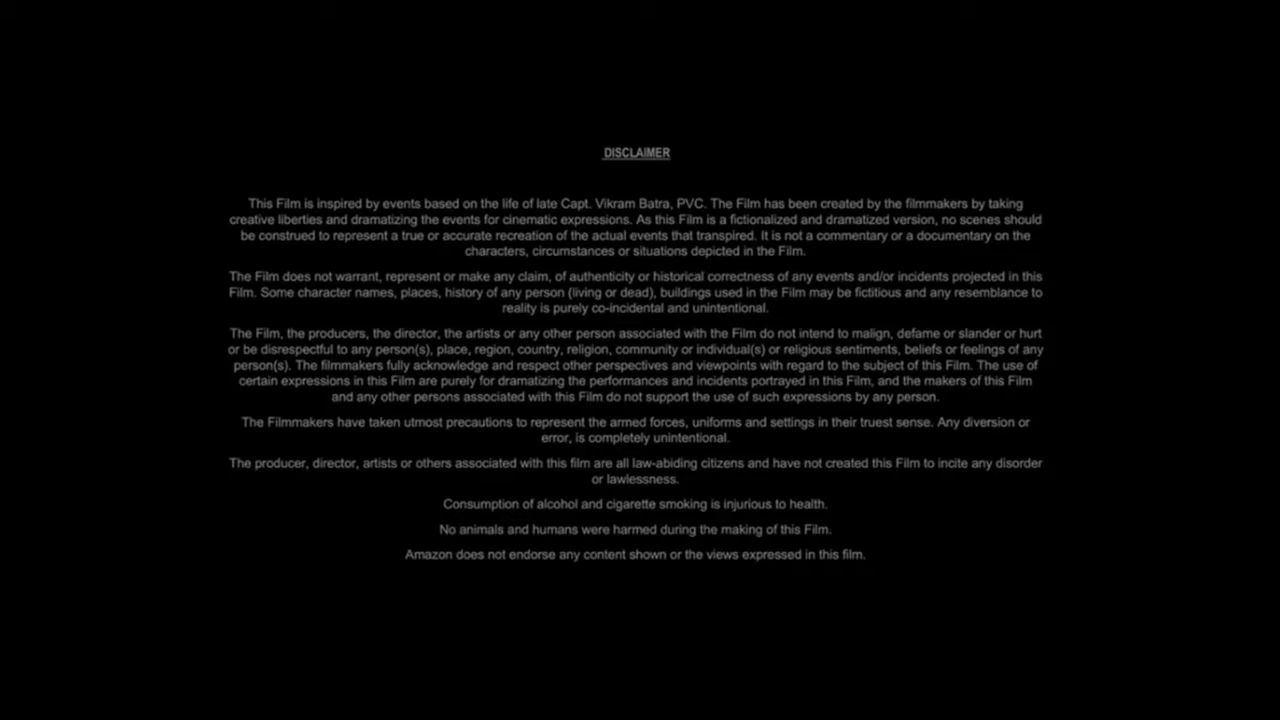 DISCLAIMER
This Film is inspired by events based on the life of late Capt. Vikram Batra, PVC. The Film has been created by the filmmakers by taking
creative liberties and dramatizing the events for cinematic expressions. As this Film is a fictionalized and dramatized version, no scenes should
be construed to represent a true or accurate recreation of the actual events that transpired. It is not a commentary or a documentary on the
characters, circumstances or situations depicted in the Film.
The Film does not warrant, represent or make any claim, of authenticity or historical correctness of any events and/or incidents projected in this
Film. Some character names, places, history of any person (living or dead), buildings used in the Film may be fictitious and any resemblance to
reality is purely co-incidental and unintentional.
The Film, the producers, the director, the artists or any other person associated with the Film do not intend to malign, defame or slander or hurt
or be disrespectful to any person(s), place, region, country, religion, community or individual(s) or religious sentiments, beliefs or feelings of any
person(s). The filmmakers fully acknowledge and respect other perspectives and viewpoints with regard to the subject of this Film. The use of
certain expressions in this Film are purely for dramatizing the performances and incidents portrayed in this Film, and the makers of this Film
and any other persons associated with this Film do not support the use of such expressions by any person.
The Filmmakers have taken utmost precautions to represent the armed forces, uniforms and settings in their truest sense. Any diversion or
error, is completely unintentional.
The producer, director, artists or others associated with this film are all law-abiding citizens and have not created this Film to incite any disorder
or lawlessness.
Consumption of alcohol and cigarette smoking is injurious to health.
No animals and humans were harmed during the making of this Film.
Amazon does not endorse any content shown or the views expressed in this film.